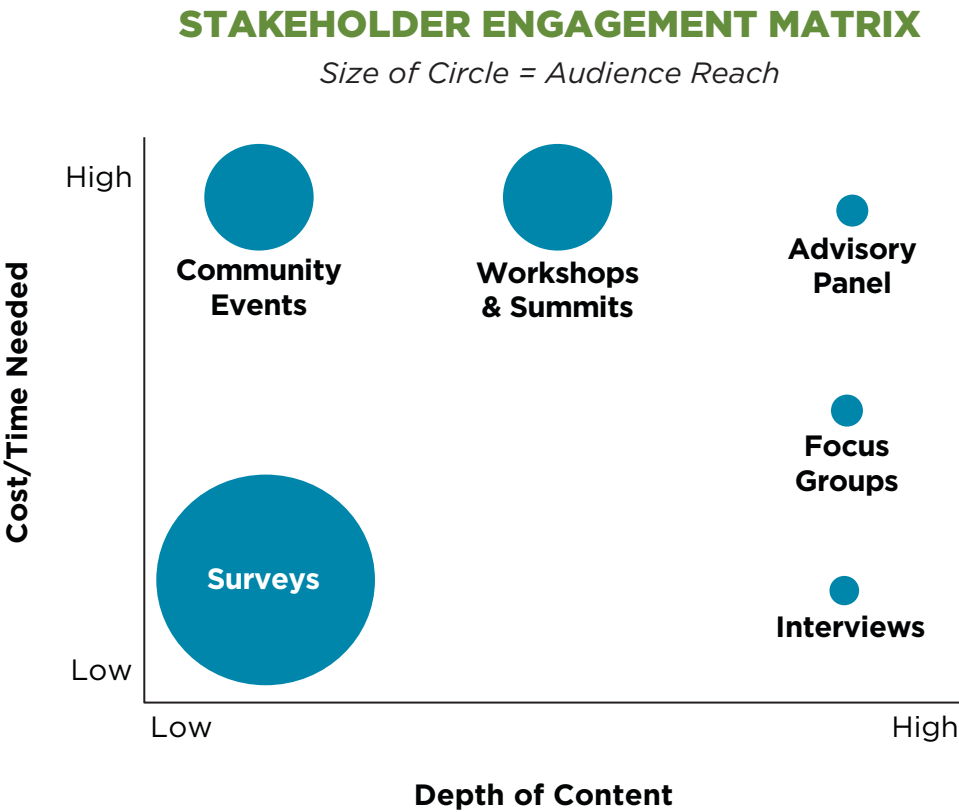 STAKEHOLDER ENGAGEMENT MATRIX
Size of Circle = Audience Reach
High
Cost/Time Needed
Low
Community
Events
Workshops
& Summits
Advisory
Panel
Focus
Groups
Surveys
Interviews
Low
High
Depth of Content